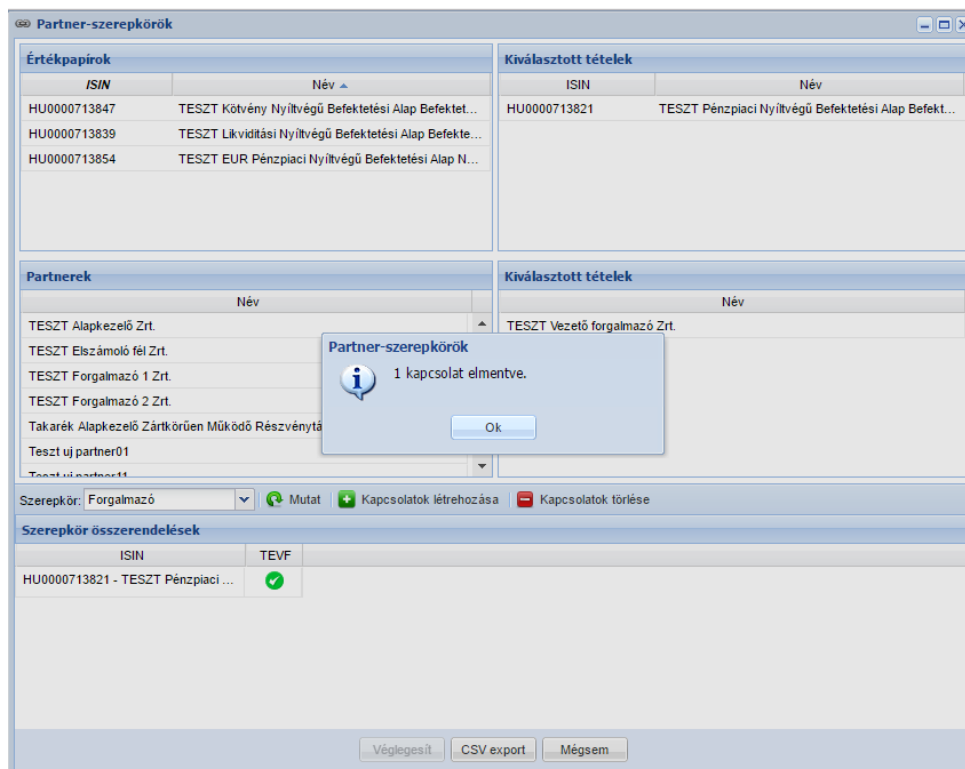 Partner-szerepkörök
Értékpapírok
ISIN Név
HU0000713847 TESZT Kötvény Nyíltvégű Befektetési Alap Befektet...
HU0000713839 TESZT Likviditási Nyíltvégű Befektetési Alap Befekte...
HU0000713854 TESZT EUR Pénzpiaci Nyíltvégű Befektetési Alap N...
Kiválasztott tételek
ISIN Név
HU0000713821 TESZT Pénzpiaci Nyíltvégű Befektetési Alap Befekt...
Partnerek
Név
TESZT Alapkezelő Zrt.
TESZT Elszámoló fél Zrt.
TESZT Forgalmazó 1 Zrt.
TESZT Forgalmazó 2 Zrt.
Takarék Alapkezelő Zártkörűen Működő Részvénytá
Teszt uj partner01
Teszt uj partner11
Kiválasztott tételek
Név
TESZT Vezető forgalmazó Zrt.
Partner-szerepkörök
1 kapcsolat elmentve.
Ok
Szerepkör: Forgalmazó Mutat Kapcsolatok létrehozása Kapcsolatok törlése
Szerepkör összerendelések
ISIN TEVF
HU0000713821 - TESZT Pénzpiaci ...
Véglegesít CSV export Mégsem